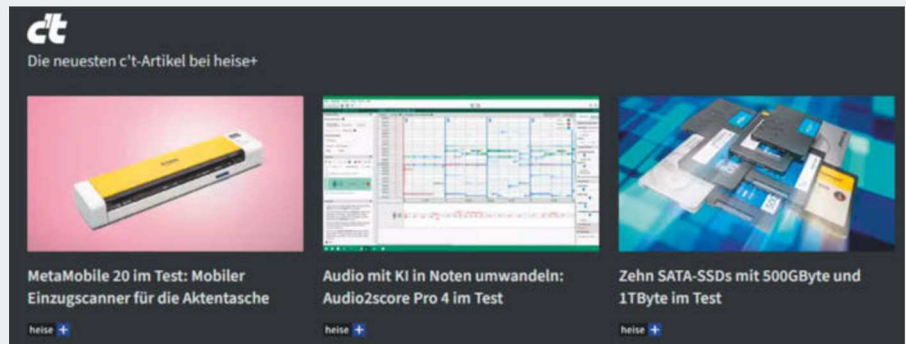 c't
Die neuesten c't-Artikel bei heise+
MetaMobile 20 im Test: Mobiler
Einzugscanner für die Aktentasche
heise +
Audio mit KI in Noten umwandeln:
Audio2score Pro 4 im Test
heise +
Zehn SATA-SSDs mit 500GByte und
1TByte im Test
heise +